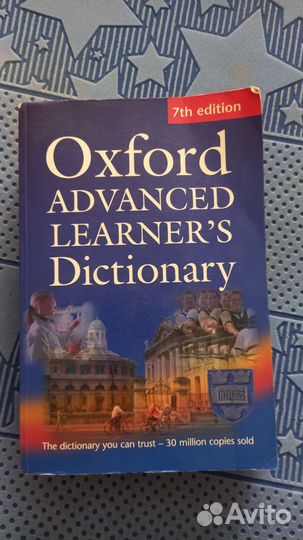 7th edition
Oxford
ADVANCED
LEARNER'S
Dictionary
The dictionary you can trust – 30 million copies sold
Avito